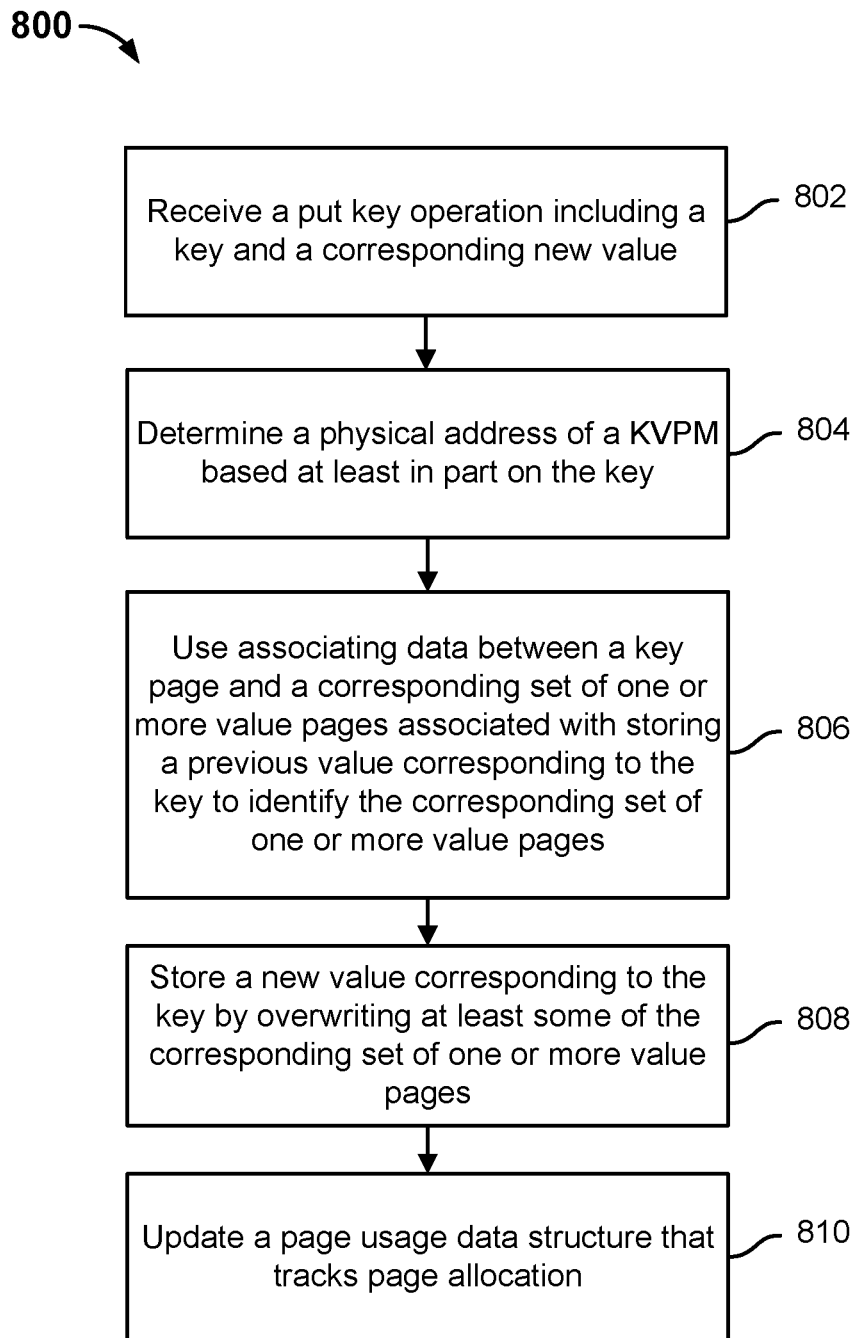 800
Receive a put key operation including a
key and a corresponding new value
802
Determine a physical address of a KVPM
based at least in part on the key
804
Use associating data between a key
page and a corresponding set of one or
more value pages associated with storing
a previous value corresponding to the
key to identify the corresponding set of
one or more value pages
806
Store a new value corresponding to the
key by overwriting at least some of the
corresponding set of one or more value
pages
808
Update a page usage data structure that
tracks page allocation
810